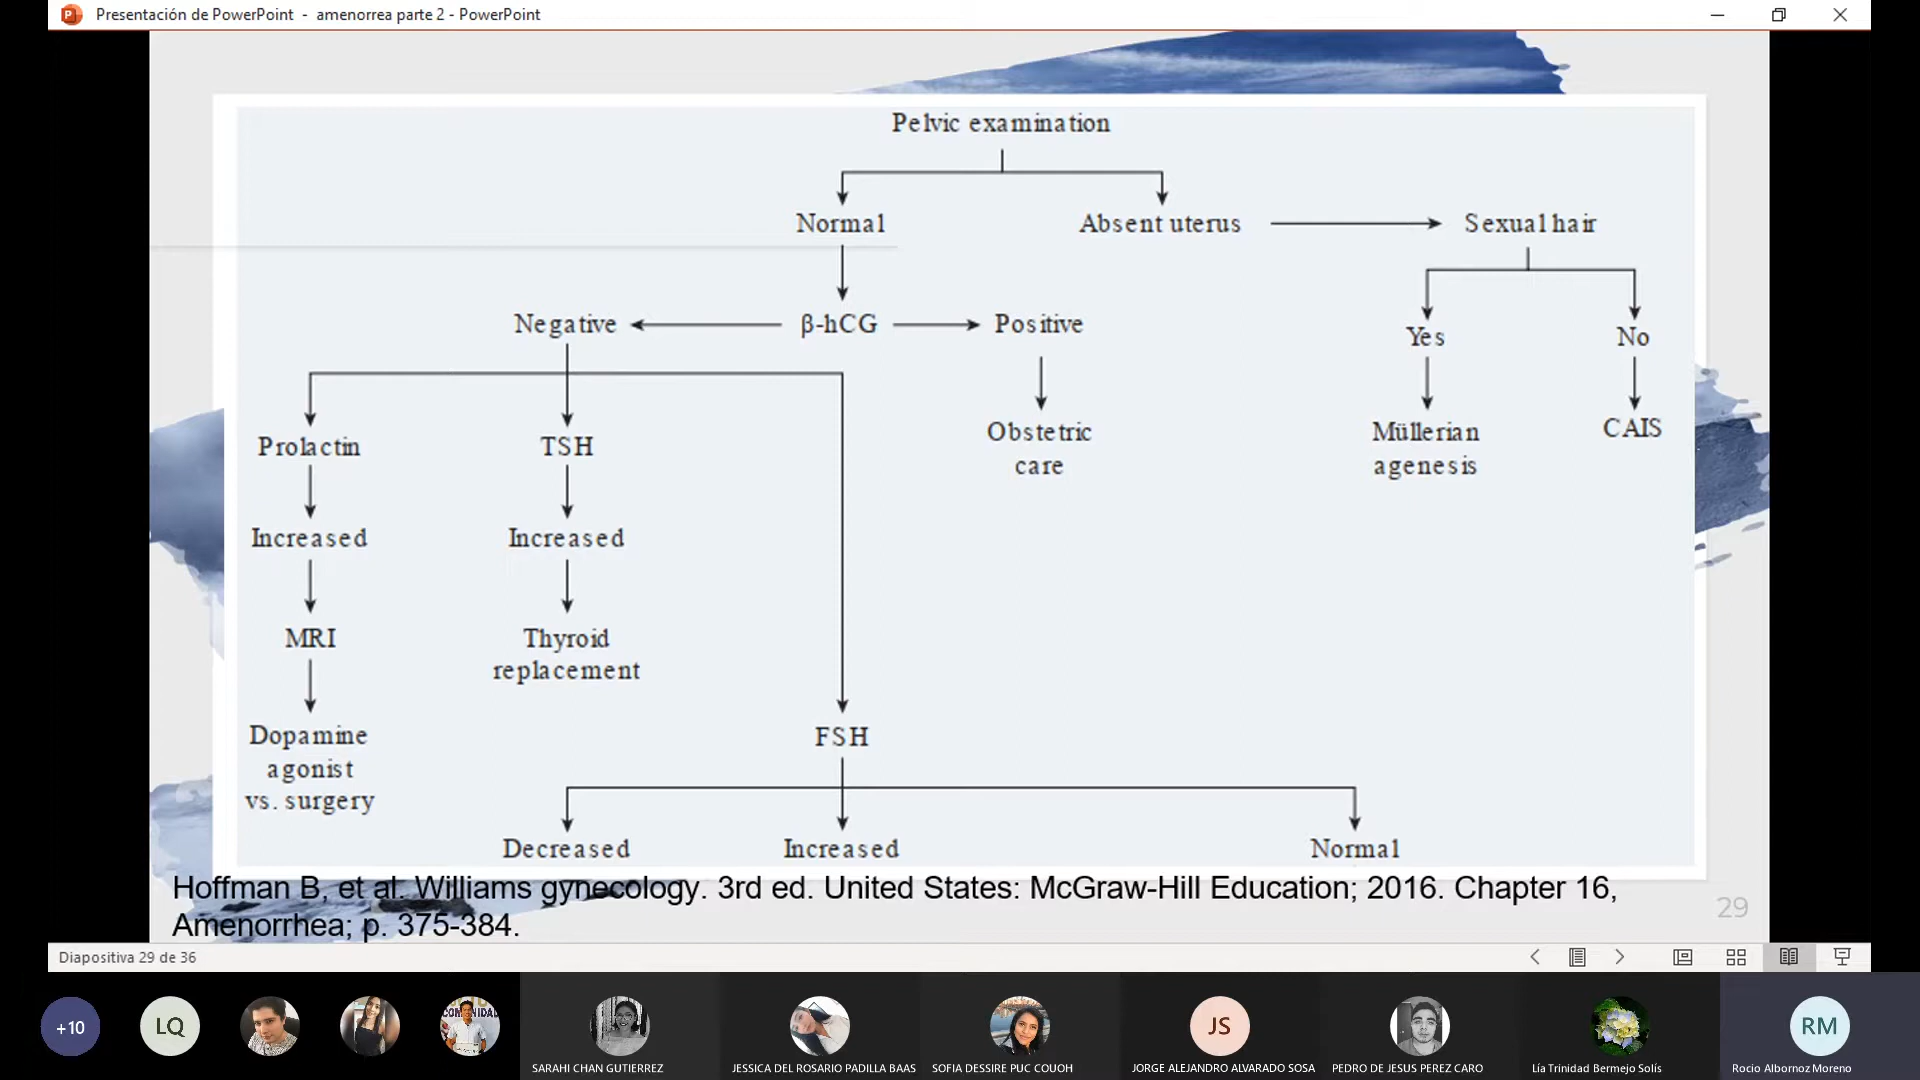 Presentación de PowerPoint - amenorrea parte 2 - PowerPoint
Pelvic examination
Normal
Absent uterus
Sexual hair
Negative
β-hCG
Positive
Yes
No
Obstetric
care
Müllerian
agenesis
CAIS
Prolactin
TSH
Increased
Increased
MRI
Thyroid
replacement
Dopamine
agonist
vs. surgery
FSH
Decreased
Increased
Normal
Hoffman B, et al. Williams gynecology. 3rd ed. United States: McGraw-Hill Education; 2016. Chapter 16,
Amenorrhea; p. 375-384.
29
Diapositiva 29 de 36
+10
LQ
COMUNIDAD
JS
RM
SARAHI CHAN GUTIERREZ
JESSICA DEL ROSARIO PADILLA BAAS
SOFIA DESSIRE PUC COUOH
JORGE ALEJANDRO ALVARADO SOSA
PEDRO DE JESUS PEREZ CARO
Lía Trinidad Bermejo Solís
Rocio Albornoz Moreno